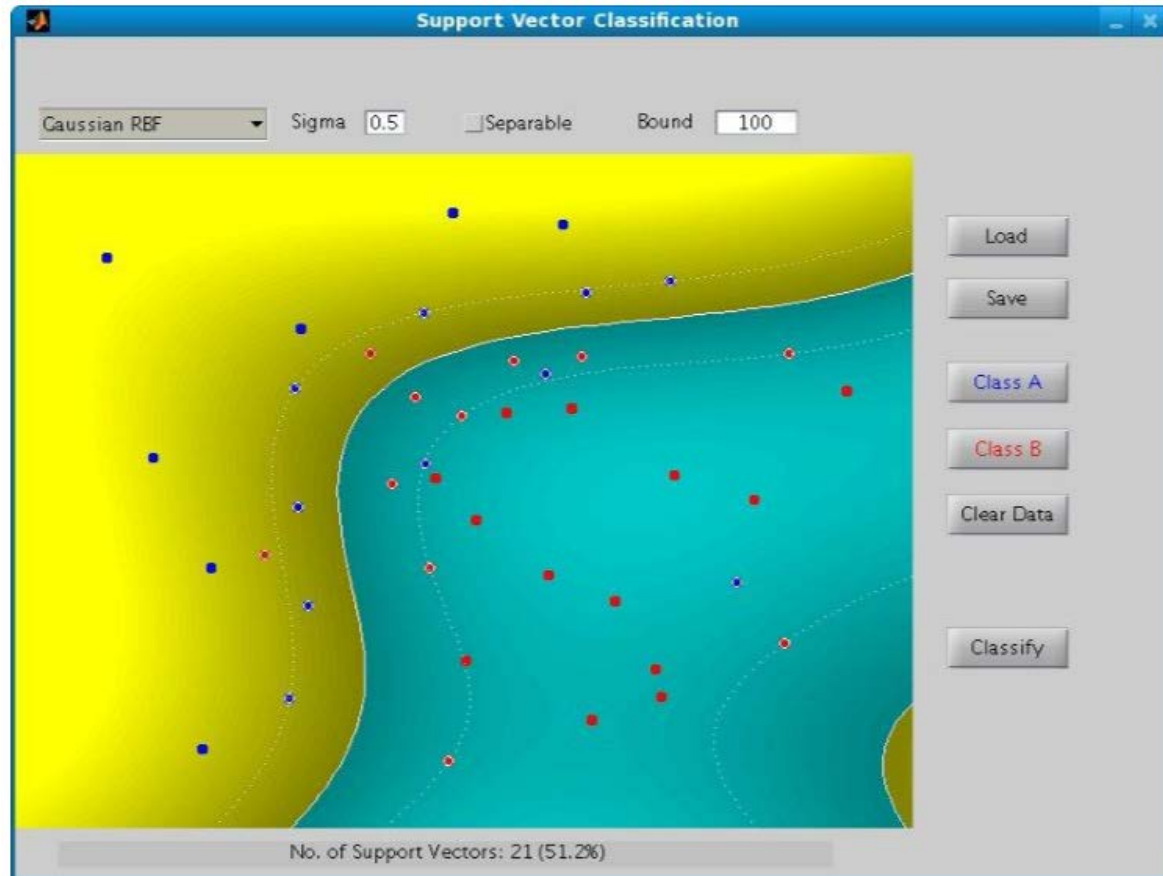 Support Vector Classification
Gaussian RBF Sigma 0.5 Separable Bound 100
Load
Save
Class A
Class B
Clear Data
Classify
No. of Support Vectors: 21 (51.2%)